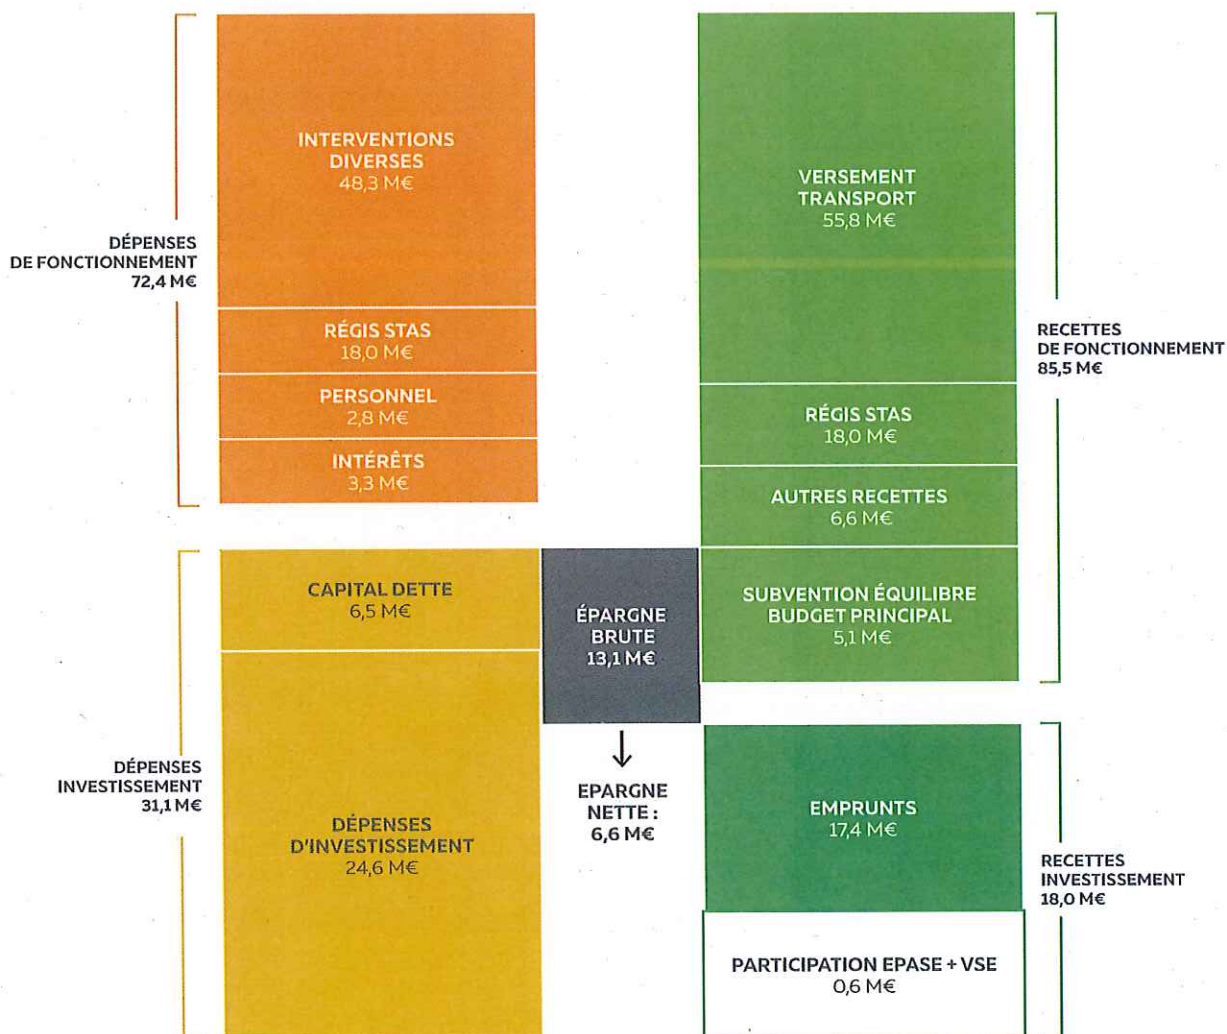 DÉPENSES
DE FONCTIONNEMENT
72,4 M€
INTERVENTIONS
DIVERSES
48,3 M€
RÉGIS STAS
18,0 M€
PERSONNEL
2,8 M€
INTÉRÊTS
3,3 M€
VERSEMENT
TRANSPORT
55,8 M€
RÉGIS STAS
18,0 M€
AUTRES RECETTES
6,6 M€
SUBVENTION ÉQUILIBRE
BUDGET PRINCIPAL
5,1 M€
RECETTES
DE FONCTIONNEMENT
85,5 M€
DÉPENSES
INVESTISSEMENT
31,1 M€
CAPITAL DETTE
6,5 M€
DÉPENSES
D'INVESTISSEMENT
24,6 M€
ÉPARGNE
BRUTE
13,1 M€
EPARGNE
NETTE :
6,6 M€
EMPRUNTS
17,4 M€
PARTICIPATION EPASE + VSE
0,6 M€
RECETTES
INVESTISSEMENT
18,0 M€